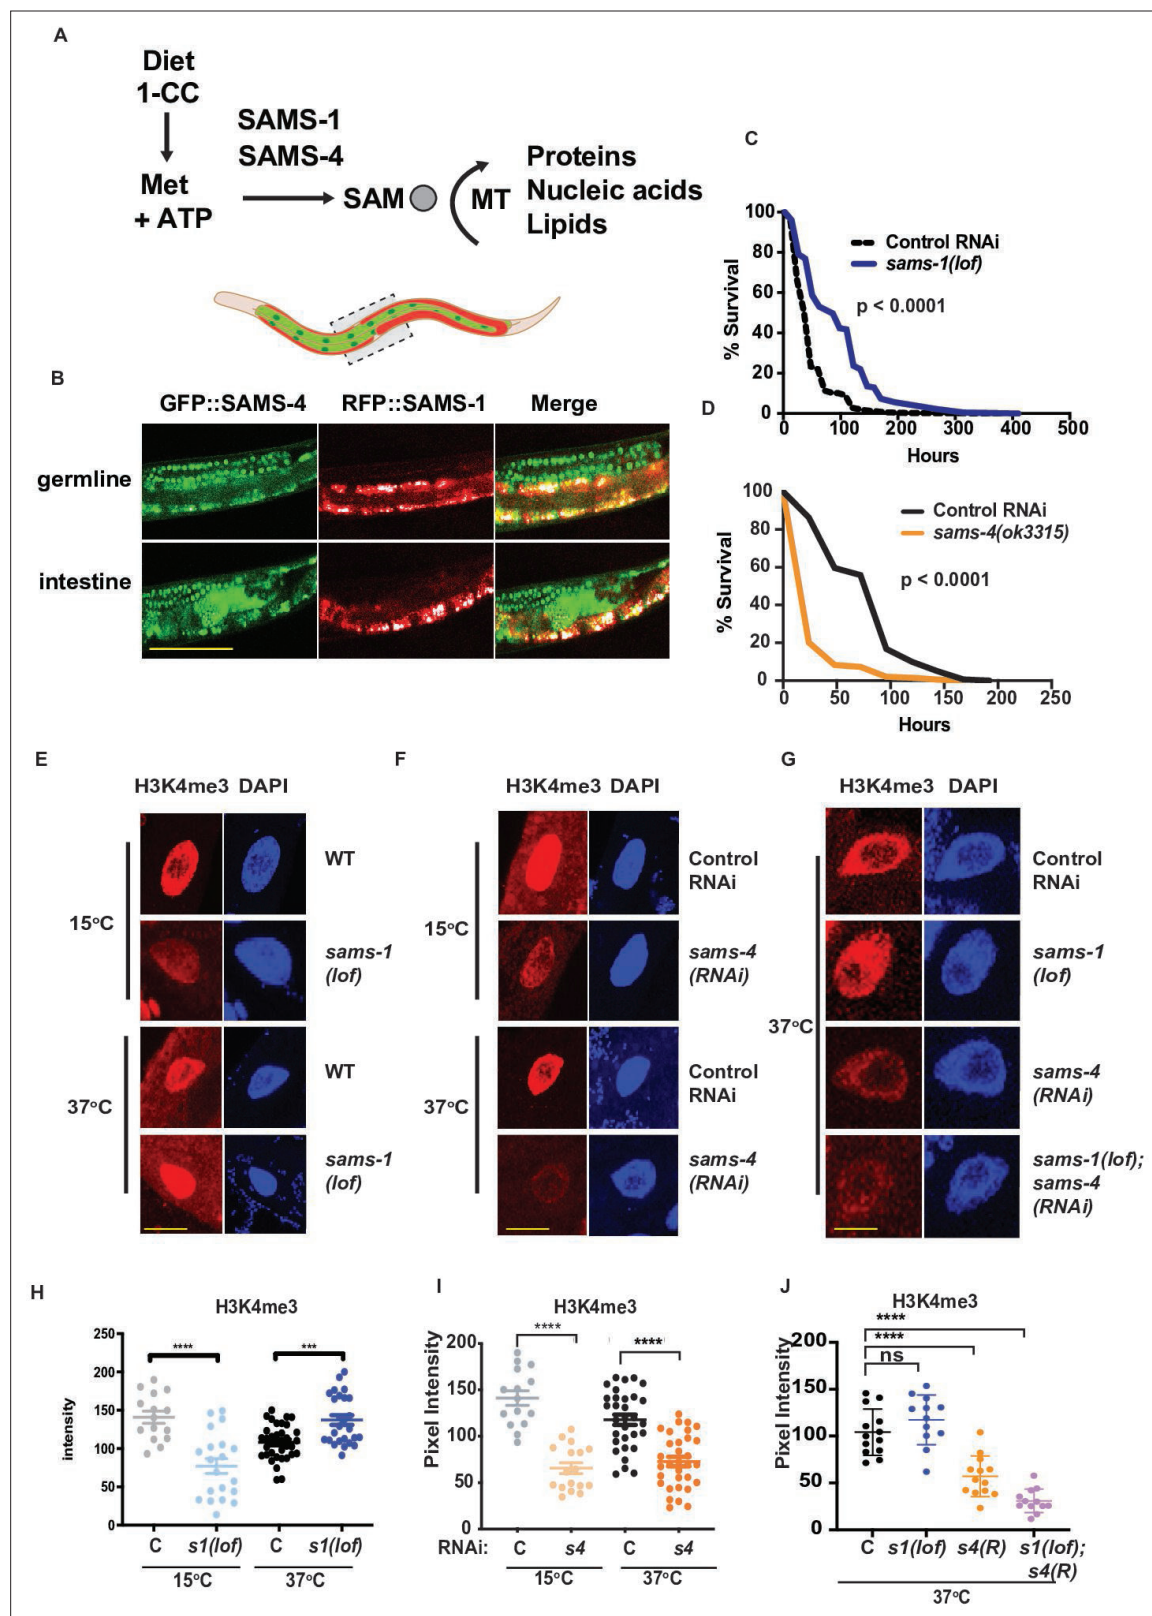 A
Diet
1-CC
SAMS-1
SAMS-4
Met
+ ATP
SAM
MT
Proteins
Nucleic acids
Lipids
B
GFP::SAMS-4
RFP::SAMS-1
Merge
germline
intestine
C
100
80
60
40
20
0
% Survival
Control RNAi
sams-1(lof)
p < 0.0001
0
100
200
300
400
500
Hours
D
100
80
60
40
20
0
% Survival
Control RNAi
sams-4(ok3315)
p < 0.0001
0
50
100
150
200
250
Hours
E
H3K4me3 DAPI
15°C
WT
sams-1
(lof)
37°C
WT
sams-1
(lof)
F
H3K4me3 DAPI
15°C
Control
RNAi
sams-4
(RNAi)
37°C
Control
RNAi
sams-4
(RNAi)
G
H3K4me3 DAPI
37°C
Control
RNAi
sams-1
(lof)
sams-4
(RNAi)
sams-1(lof);
sams-4
(RNAi)
H
H3K4me3
250
200
150
100
50
0
intensity
****
***
C
s1(lof)
C
s1(lof)
15°C
37°C
I
H3K4me3
200
150
100
50
0
Pixel Intensity
****
****
RNAi:
C
s4
C
s4
15°C
37°C
J
H3K4me3
200
150
100
50
0
Pixel Intensity
****
****
ns
C
s1(lof)
s4(R)
s1(lof);
s4(R)
37°C